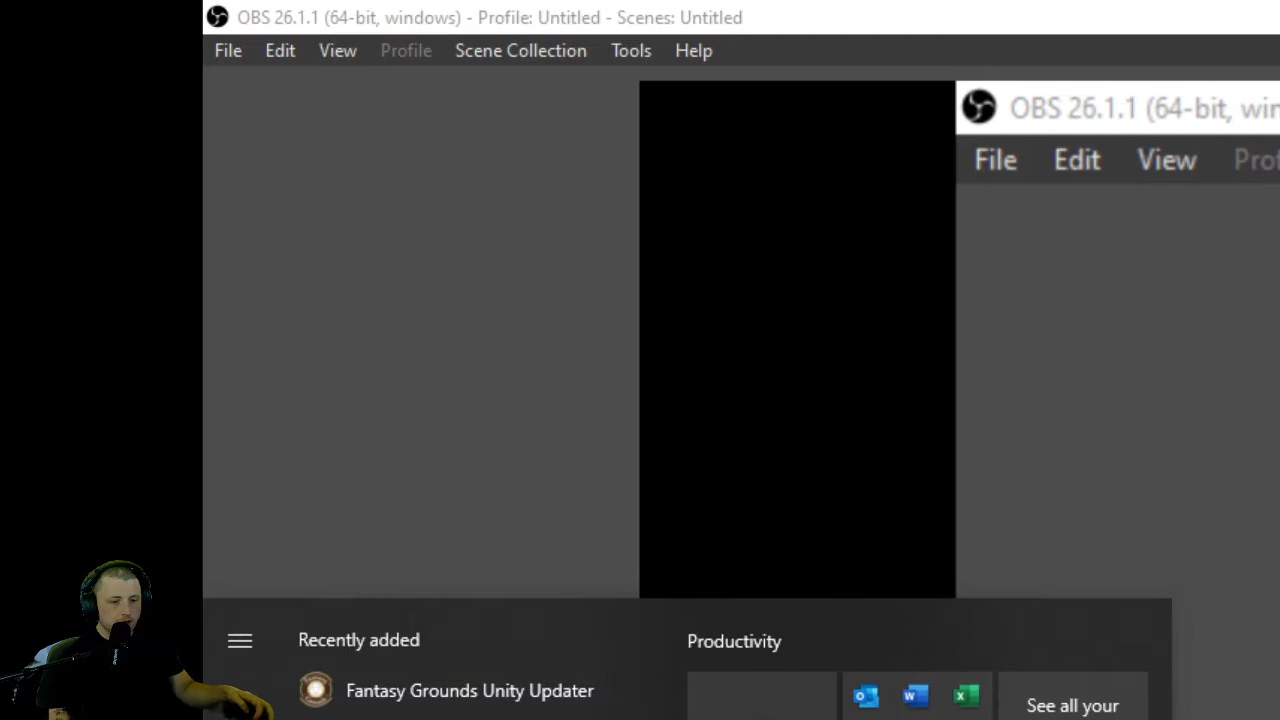 OBS 26.1.1 (64-bit, windows) - Profile: Untitled - Scenes: Untitled
File Edit View Profile Scene Collection Tools Help
OBS 26.1.1 (64-bit,
File Edit View
Recently added
Productivity
Fantasy Grounds Unity Updater
See all your